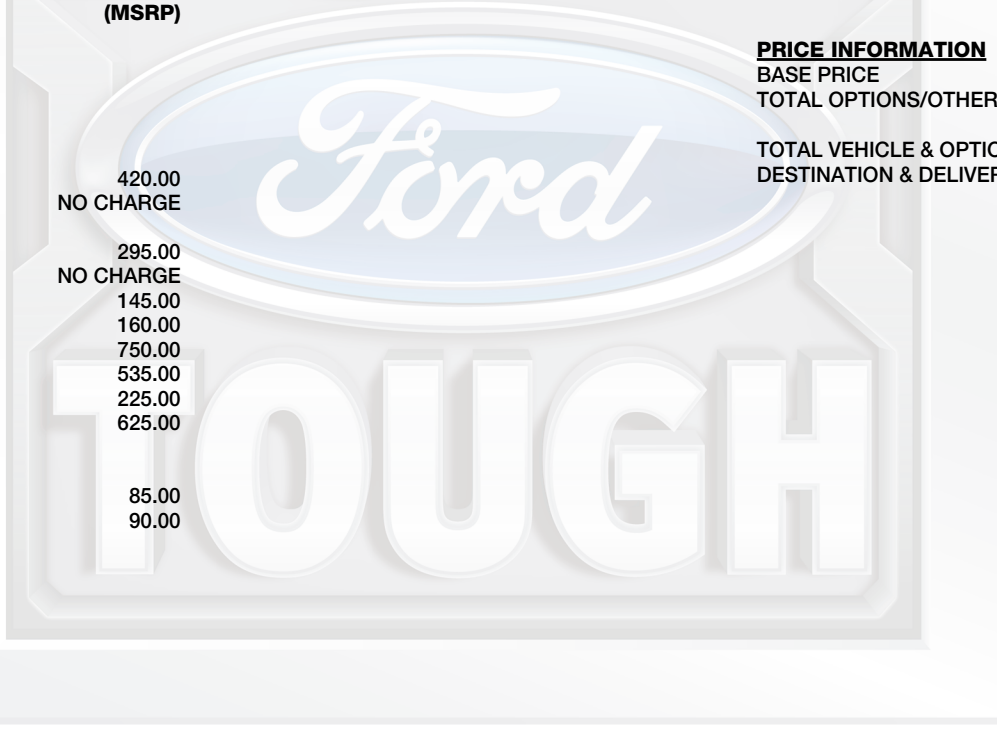 (MSRP)
420.00
NO CHARGE
295.00
NO CHARGE
145.00
160.00
750.00
535.00
225.00
625.00
85.00
90.00
PRICE INFORMATION
BASE PRICE
TOTAL OPTIONS/OTHER
TOTAL VEHICLE & OPTIO
DESTINATION & DELIVER
Ford
TOUGH